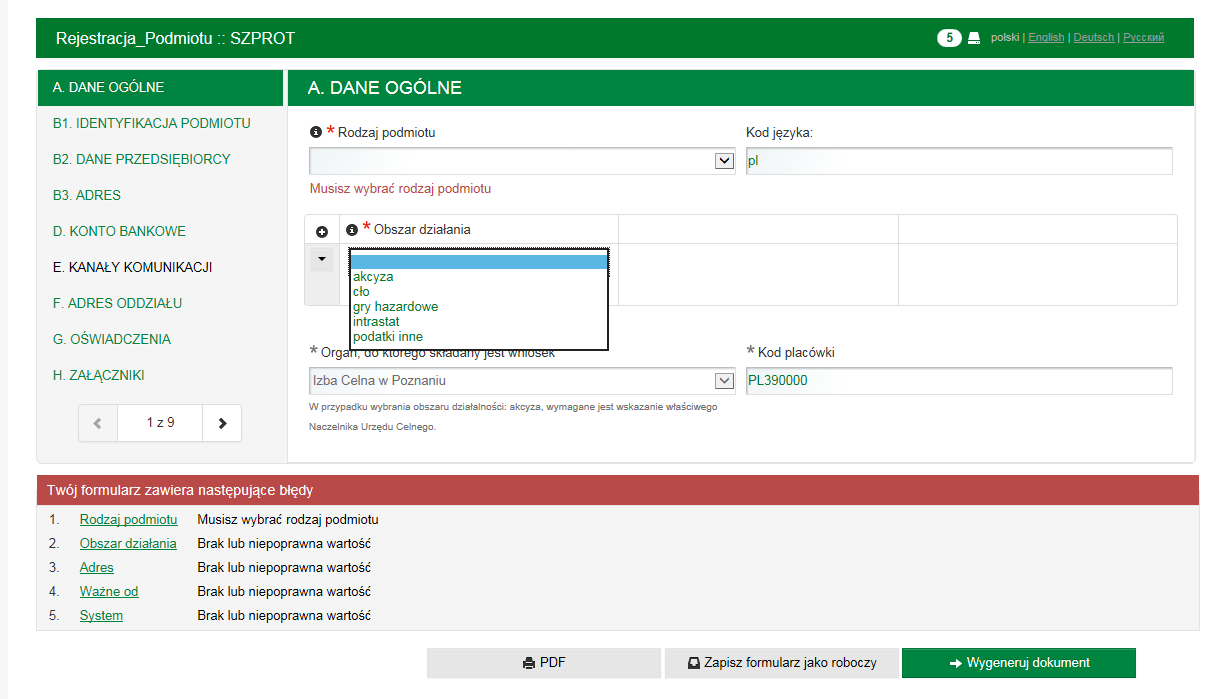 Rejestracja_Podmiotu :: SZPROT
5 polski | English | Deutsch | Русский
A. DANE OGÓLNE
B1. IDENTYFIKACJA PODMIOTU
B2. DANE PRZEDSIĘBIORCY
B3. ADRES
D. KONTO BANKOWE
E. KANAŁY KOMUNIKACJI
F. ADRES ODDZIAŁU
G. OŚWIADCZENIA
H. ZAŁĄCZNIKI
1 z 9
A. DANE OGÓLNE
* Rodzaj podmiotu
Kod języka:
pl
Musisz wybrać rodzaj podmiotu
* Obszar działania
akcyza
cło
gry hazardowe
intrastat
podatki inne
* Organ, do którego składany jest wniosek
* Kod placówki
Izba Celna w Poznaniu
PL390000
W przypadku wybrania obszaru działalności: akcyza, wymagane jest wskazanie właściwego
Naczelnika Urzędu Celnego.
Twój formularz zawiera następujące błędy
1. Rodzaj podmiotu Musisz wybrać rodzaj podmiotu
2. Obszar działania Brak lub niepoprawna wartość
3. Adres Brak lub niepoprawna wartość
4. Ważne od Brak lub niepoprawna wartość
5. System Brak lub niepoprawna wartość
PDF
Zapisz formularz jako roboczy
Wygeneruj dokument